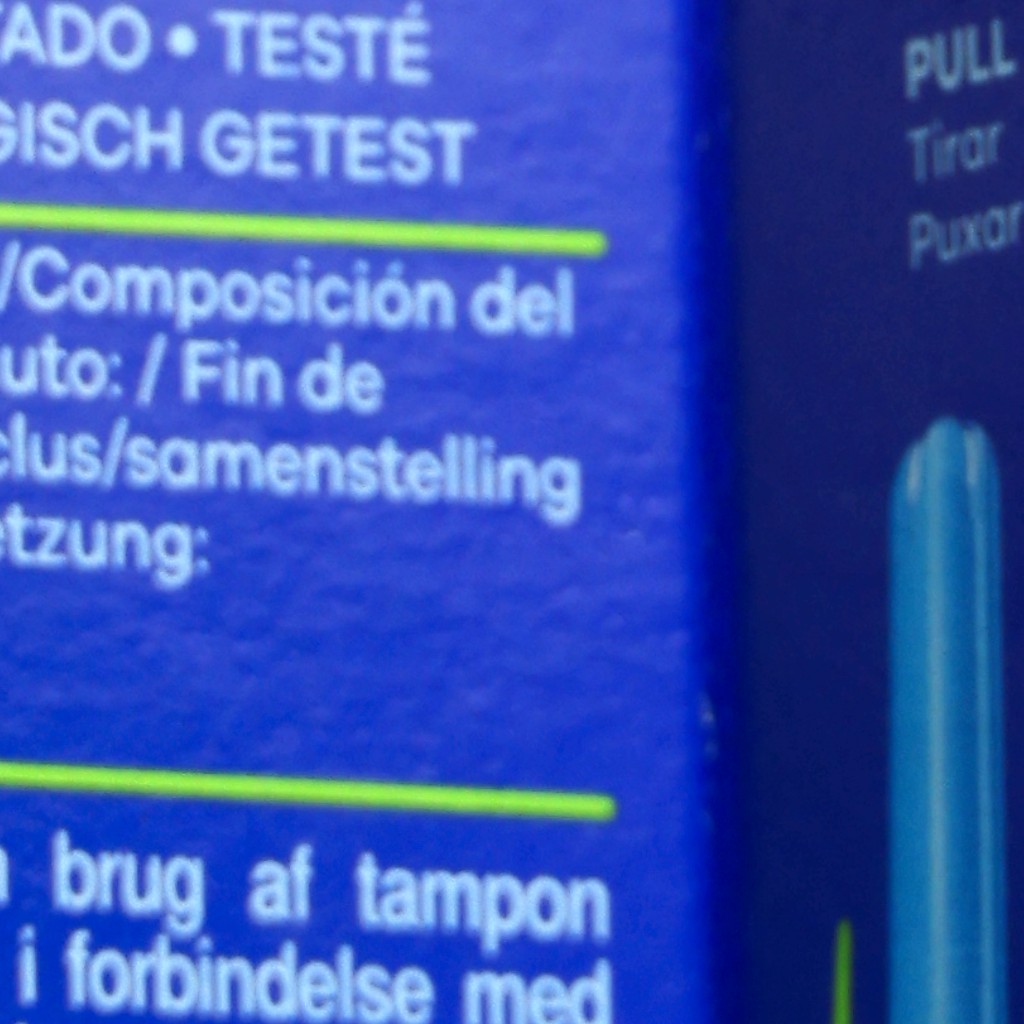 TADO • TESTÉ
GISCH GETEST
/Composición del
uto: / Fin de
clus/samenstelling
etzung:
brug af tampon
i forbindelse med
PULL
Tirar
Puxar